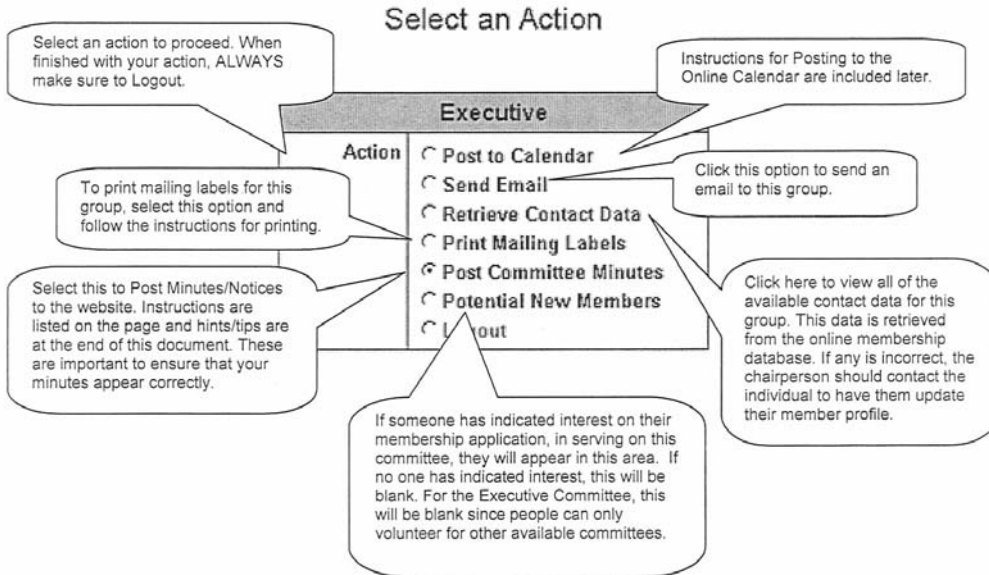 Select an Action
Select an action to proceed. When
finished with your action, ALWAYS
make sure to Logout.
Instructions for Posting to the
Online Calendar are included later.
Executive
Action
Post to Calendar
Send Email
Retrieve Contact Data
Print Mailing Labels
Post Committee Minutes
Potential New Members
Click this option to send an
email to this group.
To print mailing labels for this
group, select this option and
follow the instructions for printing.
Select this to Post Minutes/Notices
to the website. Instructions are
listed on the page and hints/tips are
at the end of this document. These
are important to ensure that your
minutes appear correctly.
Click here to view all of the
available contact data for this
group. This data is retrieved
from the online membership
database. If any is incorrect, the
chairperson should contact the
individual to have them update
their member profile.
If someone has indicated interest on their
membership application, in serving on this
committee, they will appear in this area. If
no one has indicated interest, this will be
blank. For the Executive Committee, this
will be blank since people can only
volunteer for other available committees.